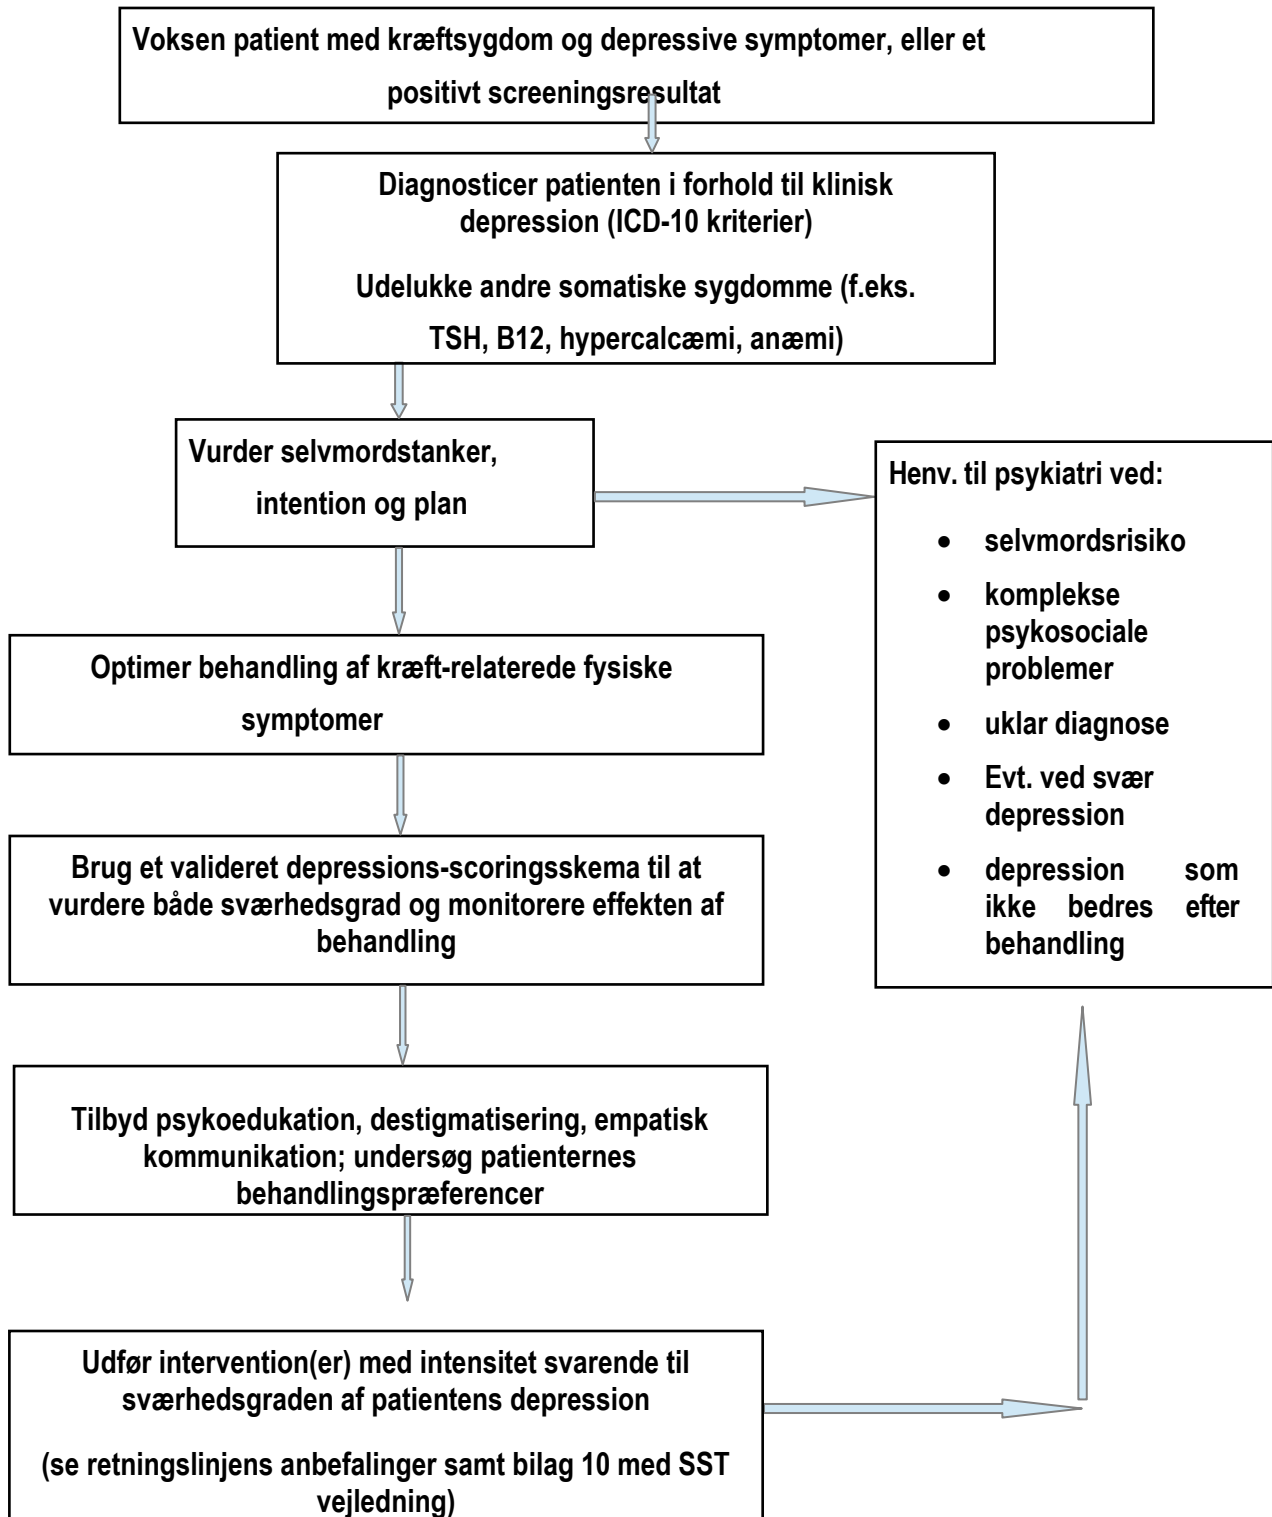 Voksen patient med kræftsygdom og depressive symptomer, eller et
positivt screeningsresultat
Diagnosticer patienten i forhold til klinisk
depression (ICD-10 kriterier)
Udelukke andre somatiske sygdomme (f.eks.
TSH, B12, hypercalcæmi, anæmi)
Vurder selvmordstanker,
intention og plan
Henv. til psykiatri ved:
• selvmordsrisiko
• komplekse
psykosociale
problemer
• uklar diagnose
• Evt. ved svær
depression
• depression som
ikke bedres efter
behandling
Optimer behandling af kræft-relaterede fysiske
symptomer
Brug et valideret depressions-scoringsskema til at
vurdere både sværhedsgrad og monitorere effekten af
behandling
Tilbyd psykoedukation, destigmatisering, empatisk
kommunikation; undersøg patienternes
behandlingspræferencer
Udfør intervention(er) med intensitet svarende til
sværhedsgraden af patientens depression
(se retningslinjens anbefalinger samt bilag 10 med SST
vejledning)